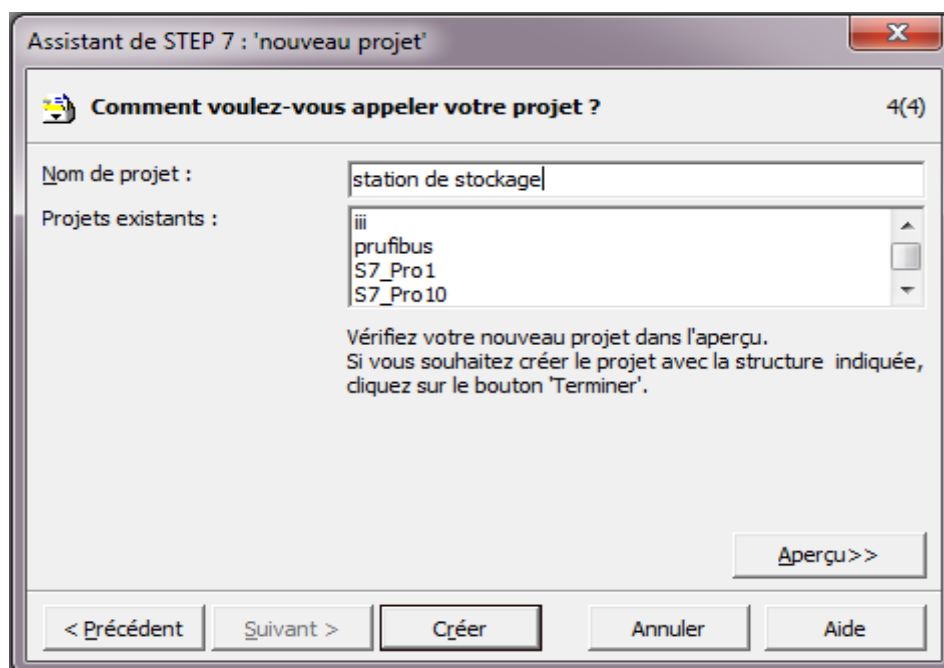 Assistant de STEP 7 : 'nouveau projet'
Comment voulez-vous appeler votre projet ? 4(4)
Nom de projet : station de stockage
Projets existants : iii
prufibus
S7_Pro1
S7_Pro10
Vérifiez votre nouveau projet dans l'aperçu.
Si vous souhaitez créer le projet avec la structure indiquée,
cliquez sur le bouton 'Terminer'.
Aperçu>>
< Précédent Suivant > Créer Annuler Aide